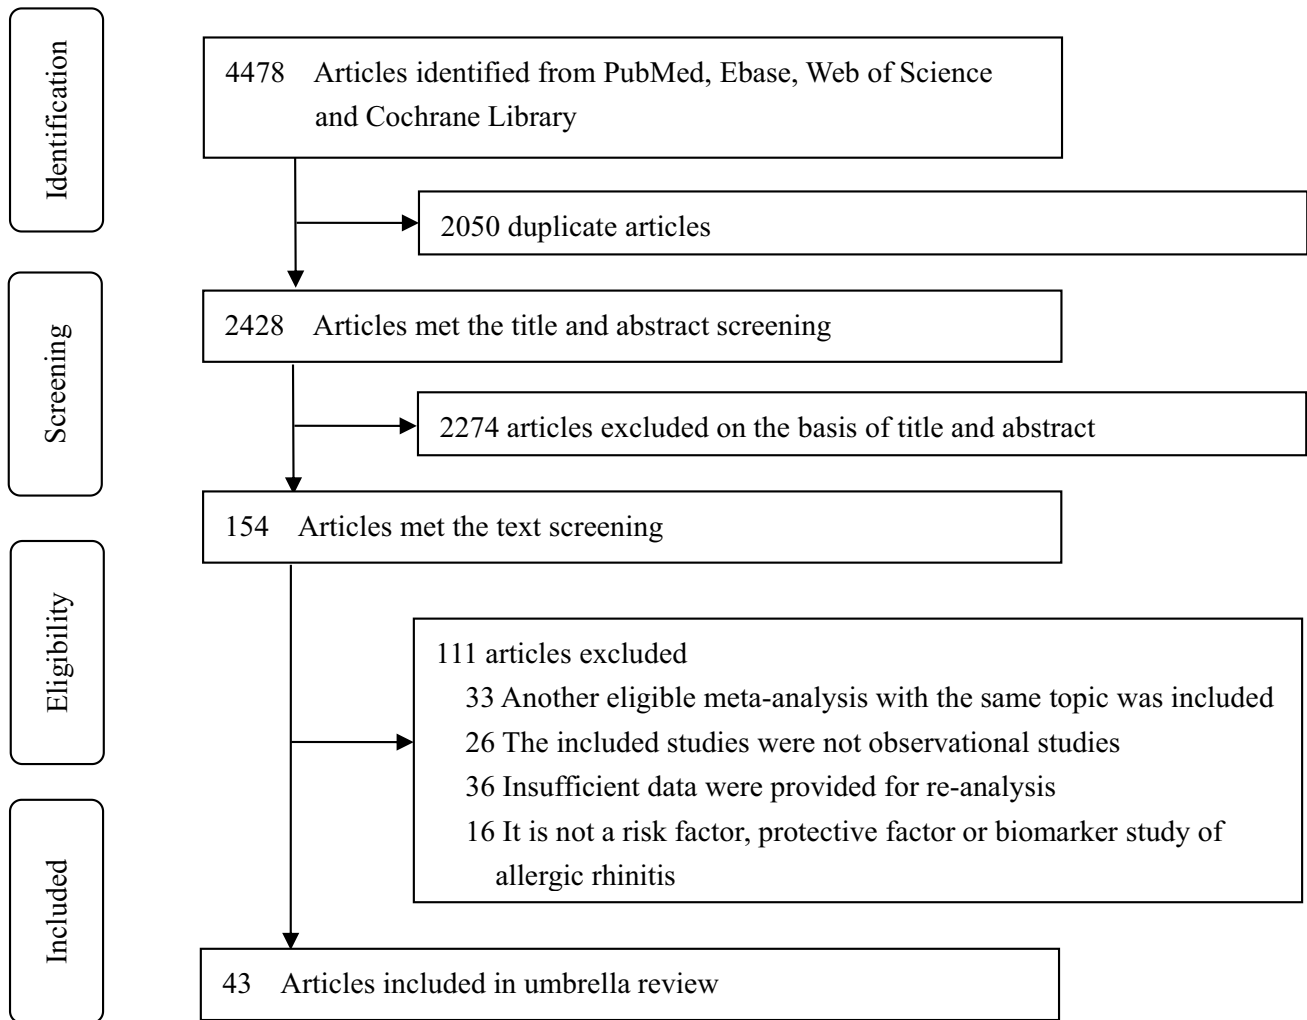 Identification
4478 Articles identified from PubMed, Ebase, Web of Science
and Cochrane Library
2050 duplicate articles
Screening
2428 Articles met the title and abstract screening
2274 articles excluded on the basis of title and abstract
154 Articles met the text screening
Eligibility
111 articles excluded
33 Another eligible meta-analysis with the same topic was included
26 The included studies were not observational studies
36 Insufficient data were provided for re-analysis
16 It is not a risk factor, protective factor or biomarker study of
allergic rhinitis
Included
43 Articles included in umbrella review